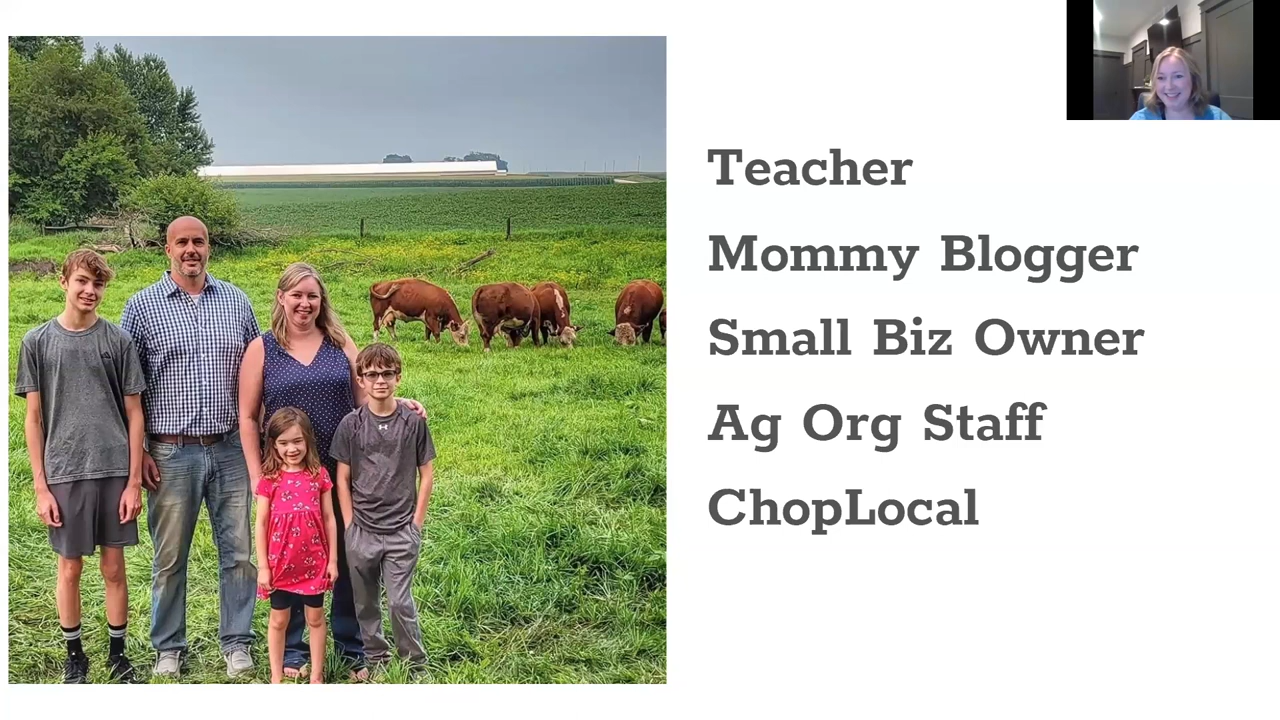 Teacher
Mommy Blogger
Small Biz Owner
Ag Org Staff
ChopLocal